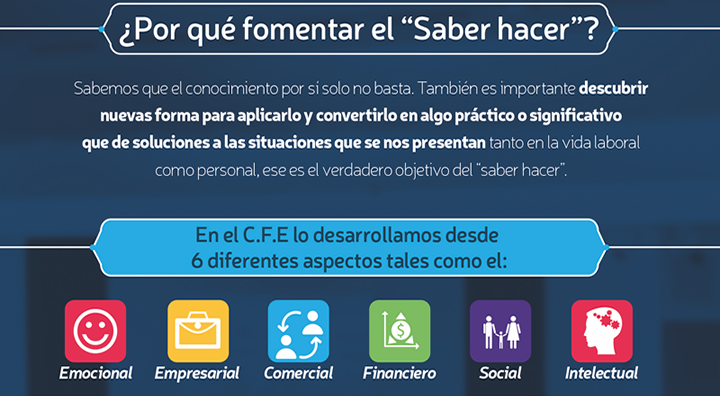 ¿Por qué fomentar el “Saber hacer”?
Sabemos que el conocimiento por sí solo no basta. También es importante descubrir
nuevas forma para aplicarlo y convertirlo en algo práctico o significativo
que de soluciones a las situaciones que se nos presentan tanto en la vida laboral
como personal, ese es el verdadero objetivo del “saber hacer”.
En el C.F.E lo desarrollamos desde
6 diferentes aspectos tales como el:
Emocional Empresarial Comercial Financiero Social Intelectual